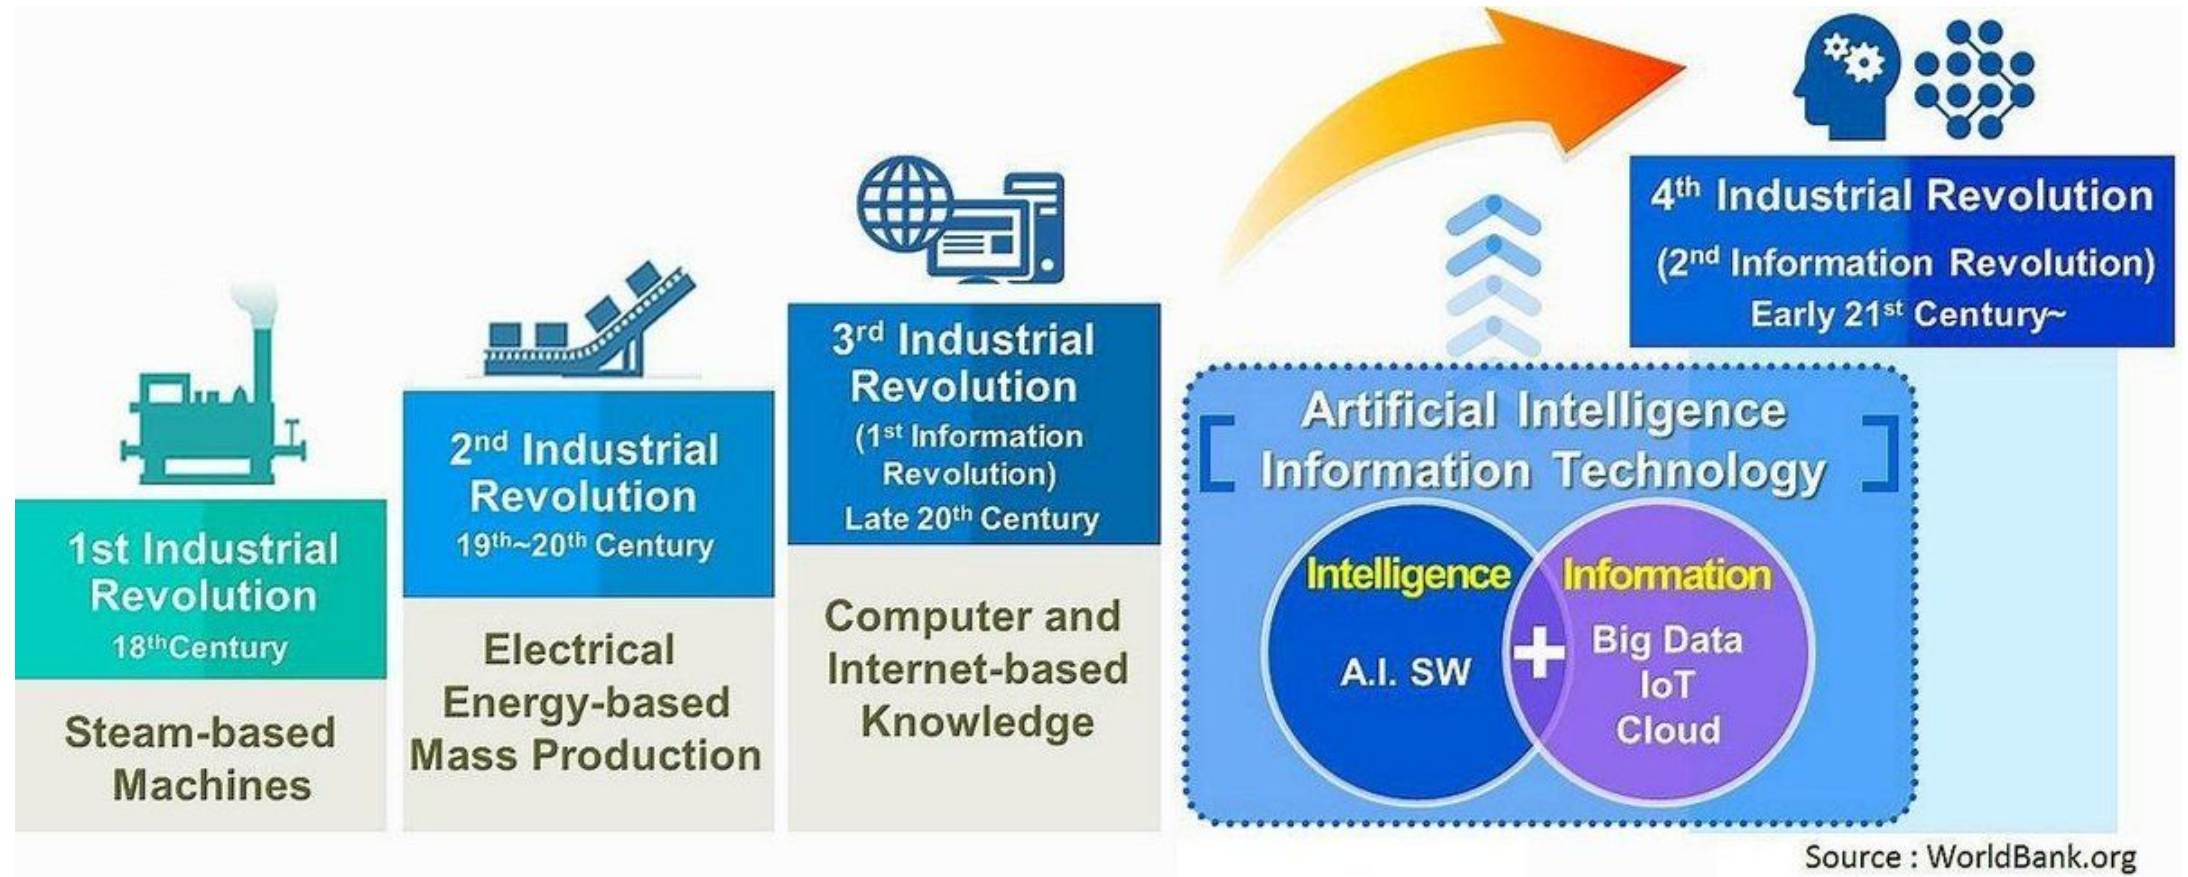 1st Industrial
Revolution
18thCentury
Steam-based
Machines
2nd Industrial
Revolution
19th~20th Century
Electrical
Energy-based
Mass Production
3rd Industrial
Revolution
(1st Information
Revolution)
Late 20th Century
Computer and
Internet-based
Knowledge
Artificial Intelligence
[ Information Technology ]
Intelligence
A.I. SW
+
Information
Big Data
IoT
Cloud
4th Industrial Revolution
(2nd Information Revolution)
Early 21st Century~
Source : WorldBank.org